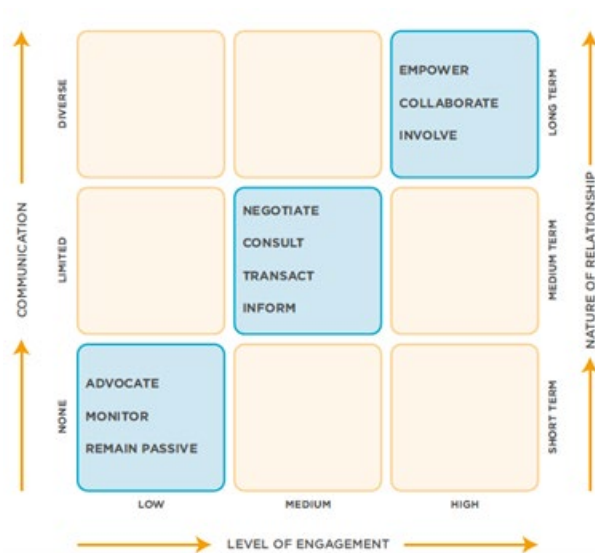 EMPOWER
COLLABORATE
INVOLVE
DIVERSE
LONG TERM
NEGOTIATE
CONSULT
TRANSACT
INFORM
COMMUNICATION
LIMITED
MEDIUM TERM
NATURE OF RELATIONSHIP
ADVOCATE
MONITOR
REMAIN PASSIVE
NONE
SHORT TERM
LOW
MEDIUM
HIGH
LEVEL OF ENGAGEMENT